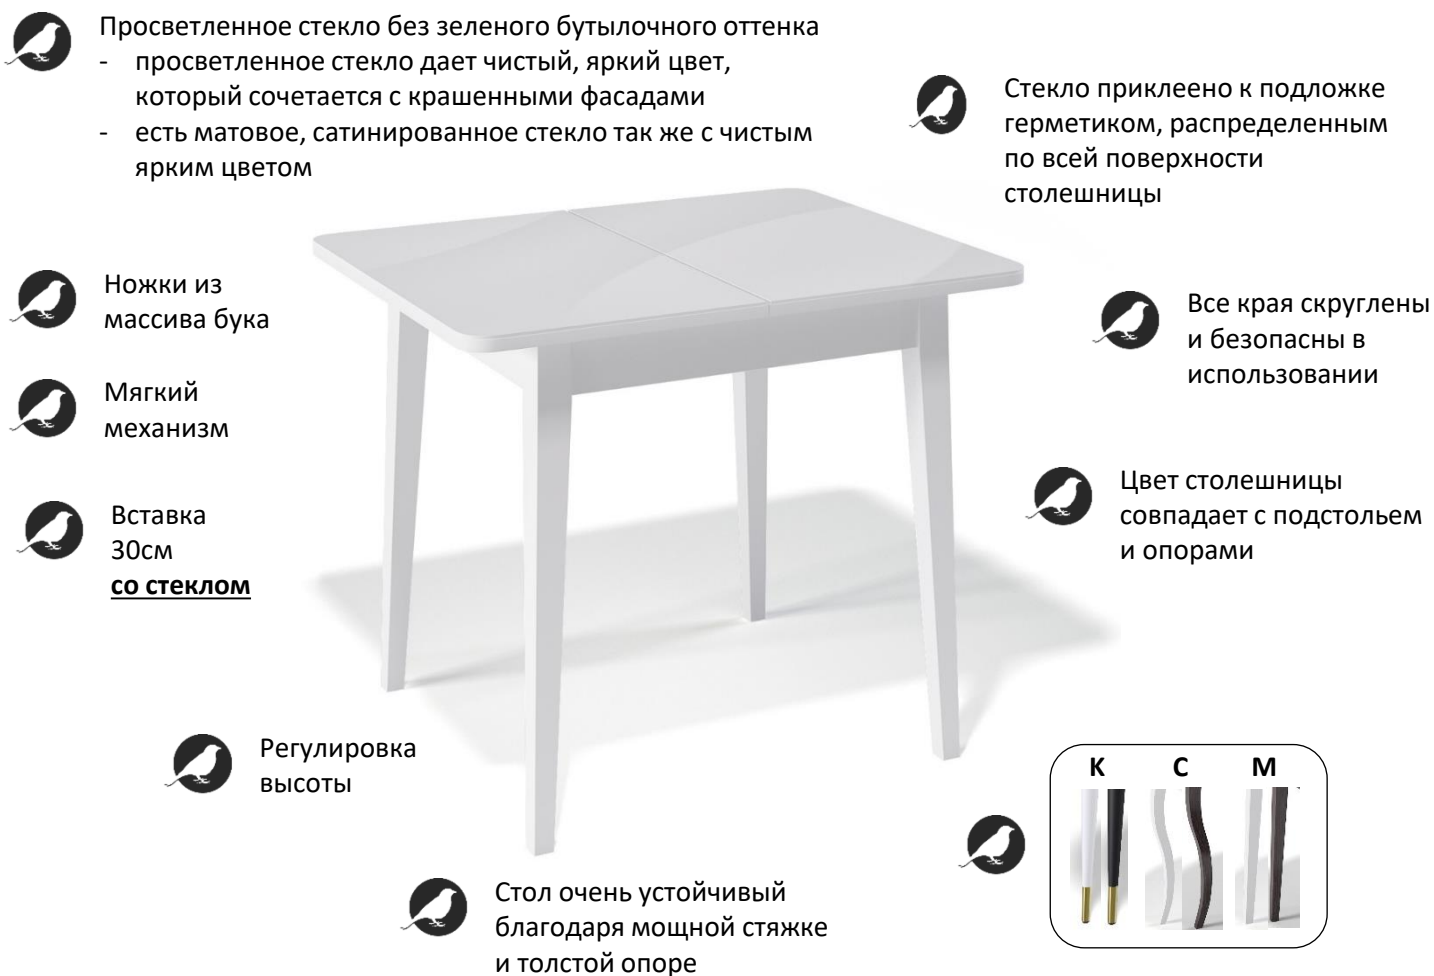 Просветленное стекло без зеленого бутылочного оттенка
- просветленное стекло дает чистый, яркий цвет,
который сочетается с крашенными фасадами
- есть матовое, сатинированное стекло так же с чистым
ярким цветом
Стекло приклеено к подложке
герметиком, распределенным
по всей поверхности
столешницы
Ножки из
массива бука
Все края скруглены
и безопасны в
использовании
Мягкий
механизм
Цвет столешницы
совпадает с подстольем
и опорами
Вставка
30см
со стеклом
Регулировка
высоты
K C M
Стол очень устойчивый
благодаря мощной стяжке
и толстой опоре